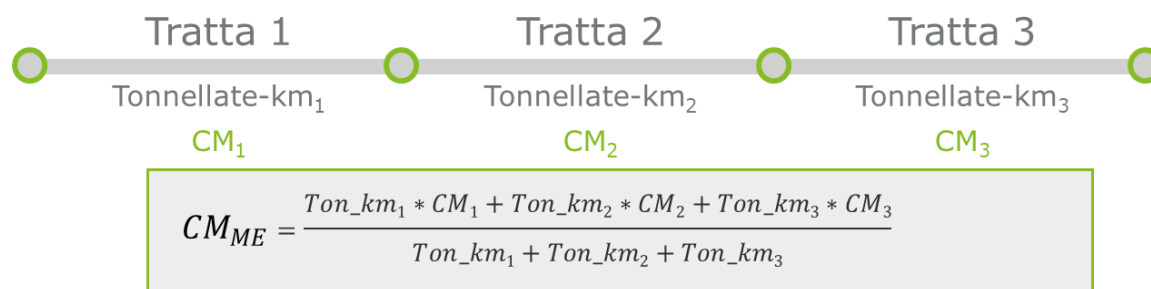 Tratta 1 Tratta 2 Tratta 3
Tonnellate-km₁ Tonnellate-km₂ Tonnellate-km₃
CM₁ CM₂ CM₃
CM_ME = (Ton_km₁ * CM₁ + Ton_km₂ * CM₂ + Ton_km₃ * CM₃) / (Ton_km₁ + Ton_km₂ + Ton_km₃)